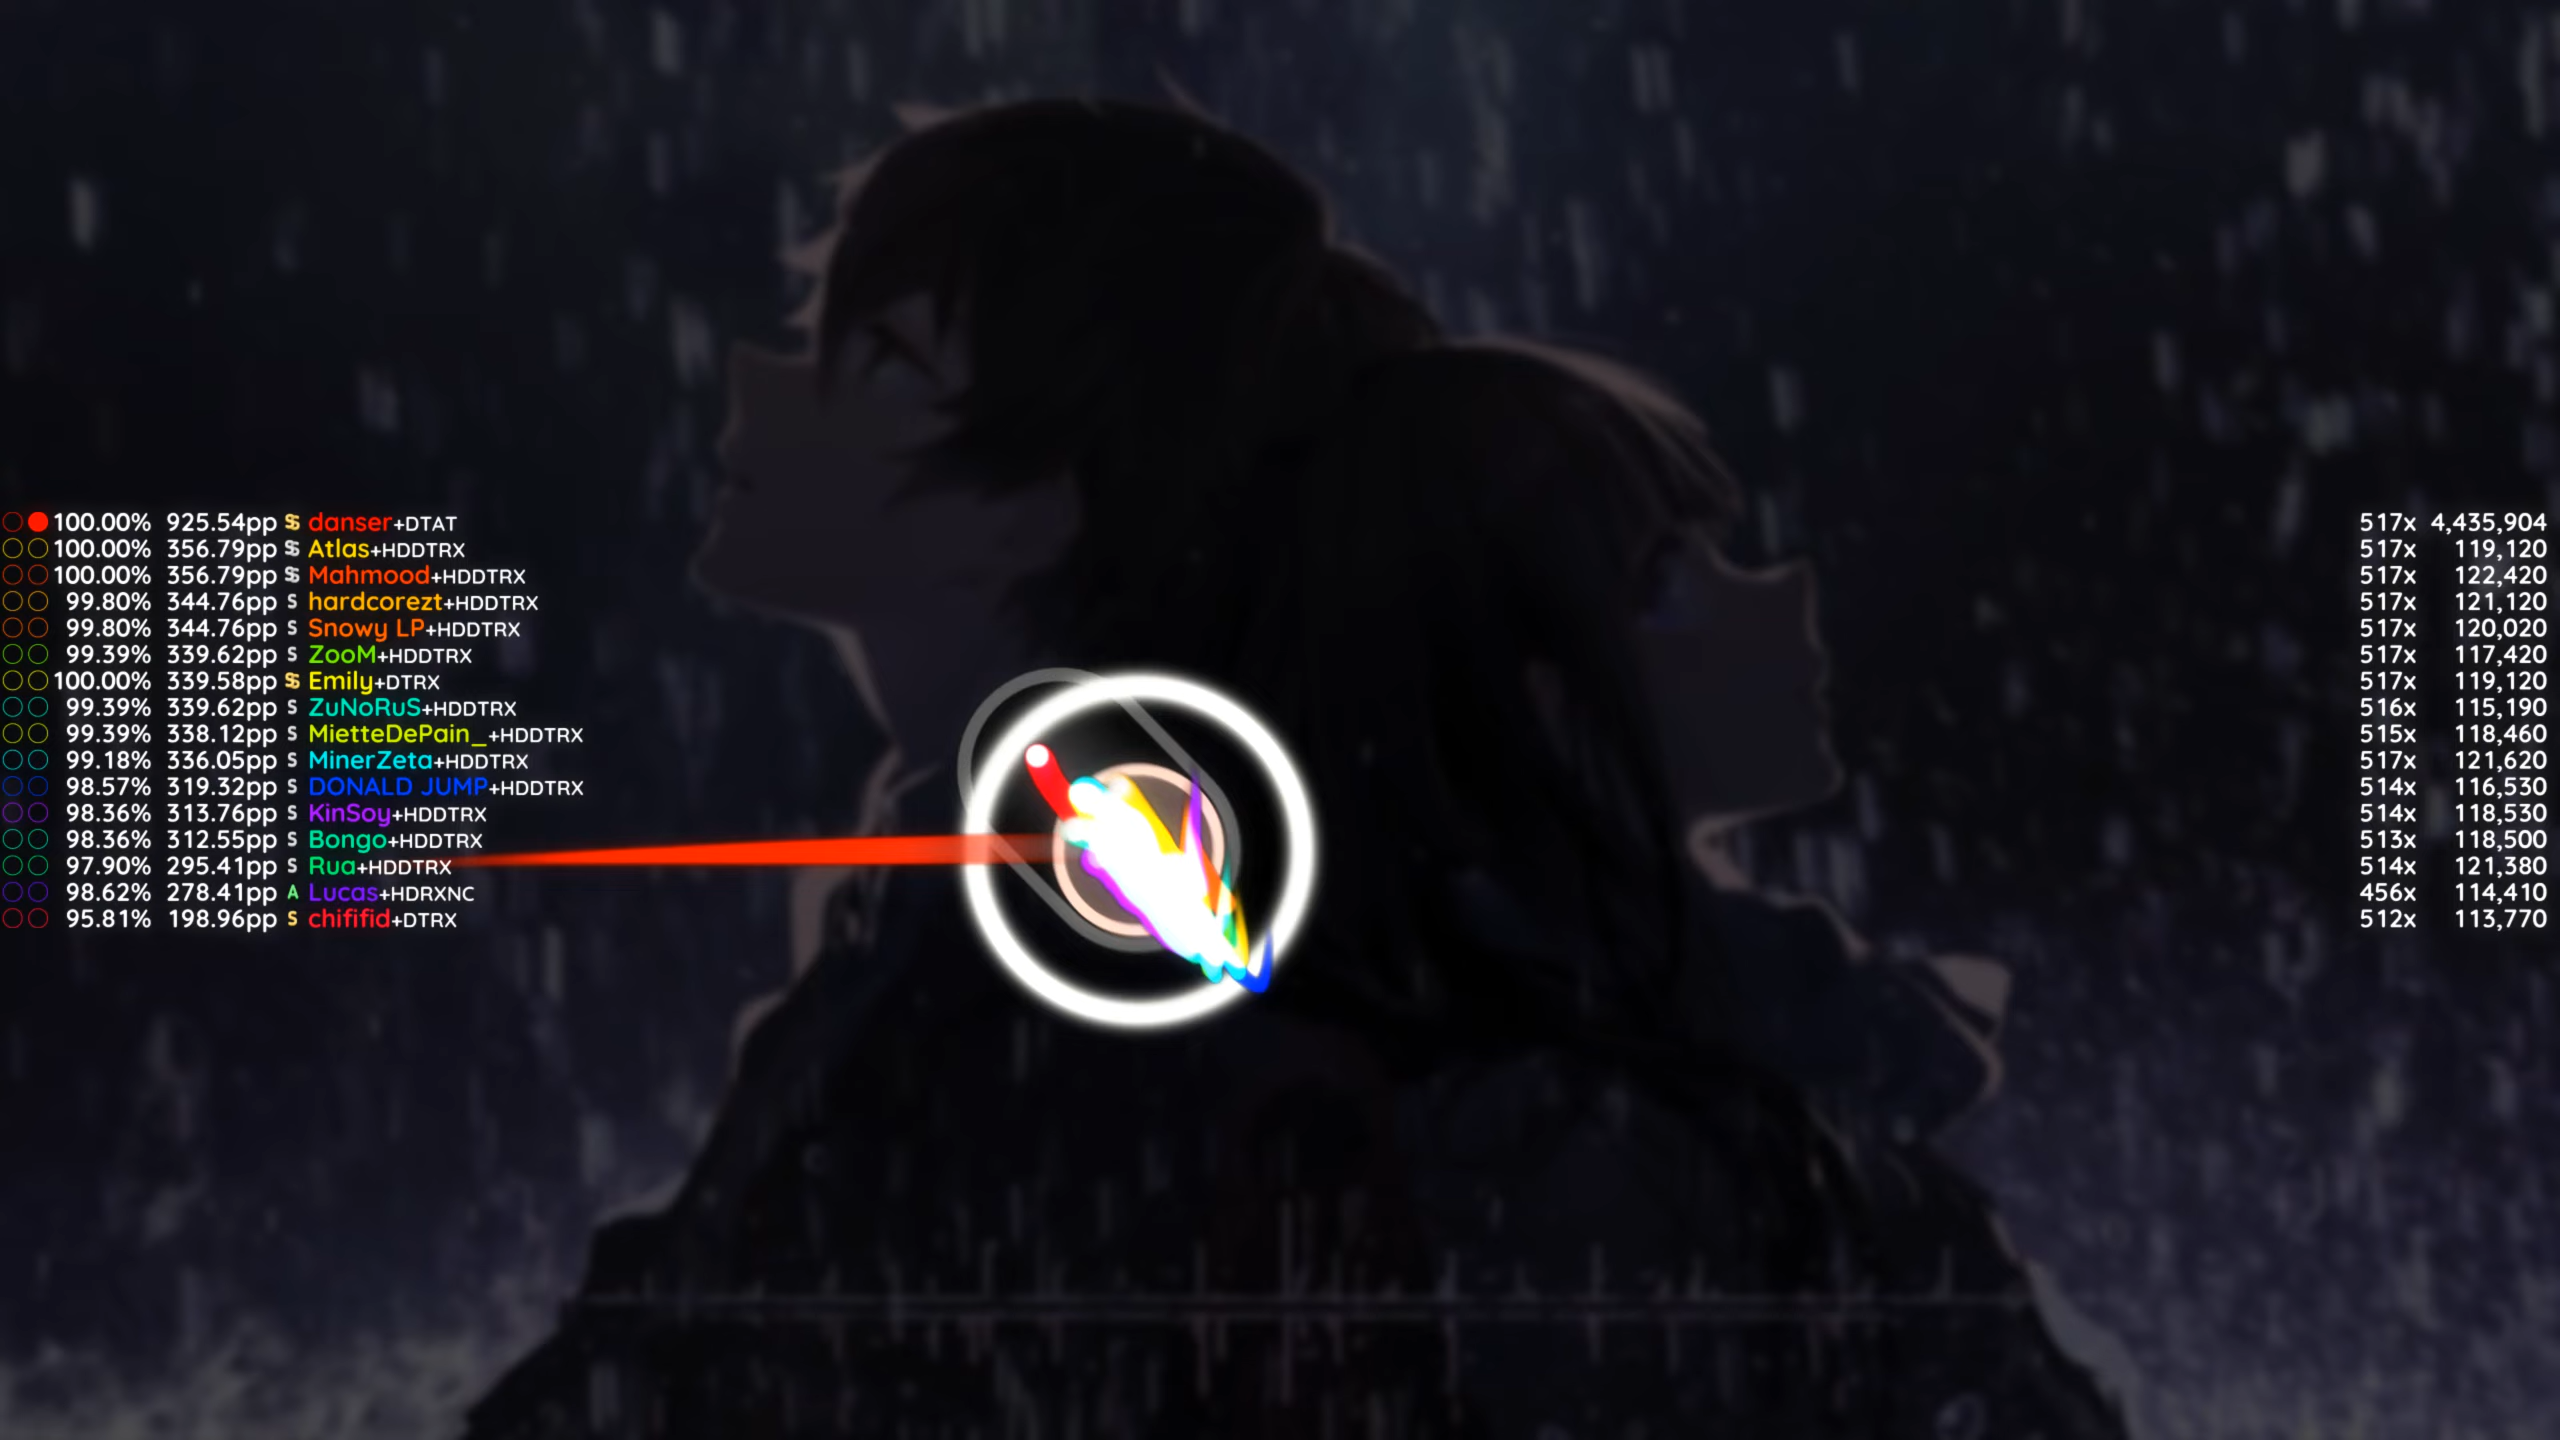 100.00% 925.54pp SS danser+DTAT 517x 4,435,904
100.00% 356.79pp SS Atlas+HDDTRX 517x 119,120
100.00% 356.79pp SS Mahmood+HDDTRX 517x 122,420
99.80% 344.76pp S hardcorezt+HDDTRX 517x 121,120
99.80% 344.76pp S Snowy LP+HDDTRX 517x 120,020
99.39% 339.62pp S ZooM+HDDTRX 517x 117,420
100.00% 339.58pp SS Emily+DTRX 517x 119,120
99.39% 339.62pp S ZuNoRuS+HDDTRX 516x 115,190
99.39% 338.12pp S MietteDePain_+HDDTRX 515x 118,460
99.18% 336.05pp S MinerZeta+HDDTRX 517x 121,620
98.57% 319.32pp S DONALD JUMP+HDDTRX 514x 116,530
98.36% 313.76pp S KinSoy+HDDTRX 514x 118,530
98.36% 312.55pp S Bongo+HDDTRX 513x 118,500
97.90% 295.41pp S Rua+HDDTRX 514x 121,380
98.62% 278.41pp A Lucas+HDRXNC 456x 114,410
95.81% 198.96pp S chififid+DTRX 512x 113,770